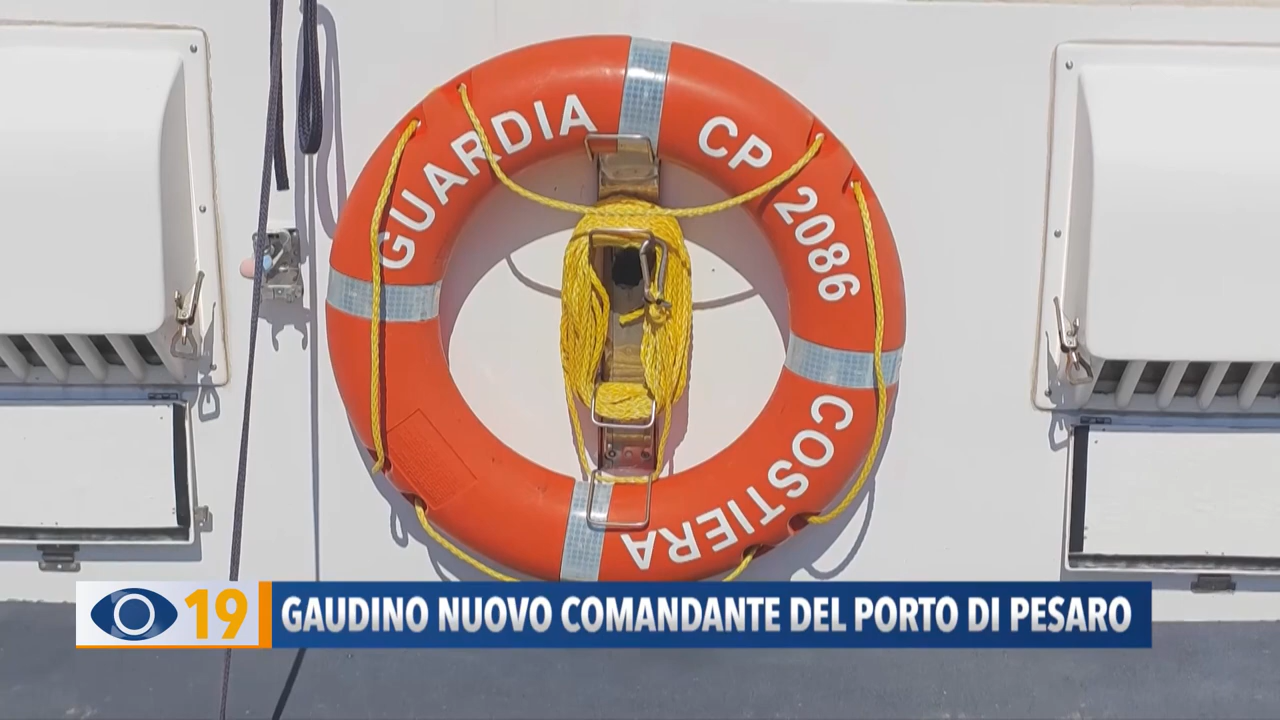 GUARDIA
CP 2086
COSTIERA
19
GAUDINO NUOVO COMANDANTE DEL PORTO DI PESARO